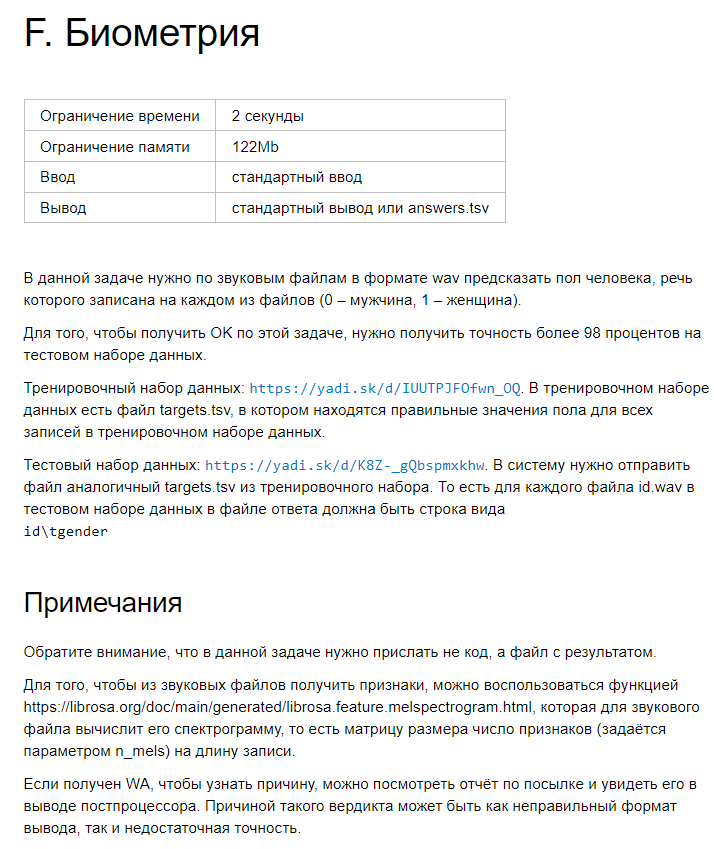 F. Биометрия
Ограничение времени 2 секунды
Ограничение памяти 122Mb
Ввод стандартный ввод
Вывод стандартный вывод или answers.tsv
В данной задаче нужно по звуковым файлам в формате wav предсказать пол человека, речь
которого записана на каждом из файлов (0 – мужчина, 1 – женщина).
Для того, чтобы получить OK по этой задаче, нужно получить точность более 98 процентов на
тестовом наборе данных.
Тренировочный набор данных: https://yadi.sk/d/IUUTPJFOfwn_OQ. В тренировочном наборе
данных есть файл targets.tsv, в котором находятся правильные значения пола для всех
записей в тренировочном наборе данных.
Тестовый набор данных: https://yadi.sk/d/K8Z-_gQbspmxkhw. В систему нужно отправить
файл аналогичный targets.tsv из тренировочного набора. То есть для каждого файла id.wav в
тестовом наборе данных в файле ответа должна быть строка вида
id\tgender
Примечания
Обратите внимание, что в данной задаче нужно прислать не код, а файл с результатом.
Для того, чтобы из звуковых файлов получить признаки, можно воспользоваться функцией
https://librosa.org/doc/main/generated/librosa.feature.melspectrogram.html, которая для звукового
файла вычислит его спектрограмму, то есть матрицу размера число признаков (задаётся
параметром n_mels) на длину записи.
Если получен WA, чтобы узнать причину, можно посмотреть отчёт по посылке и увидеть его в
выводе постпроцессора. Причиной такого вердикта может быть как неправильный формат
вывода, так и недостаточная точность.